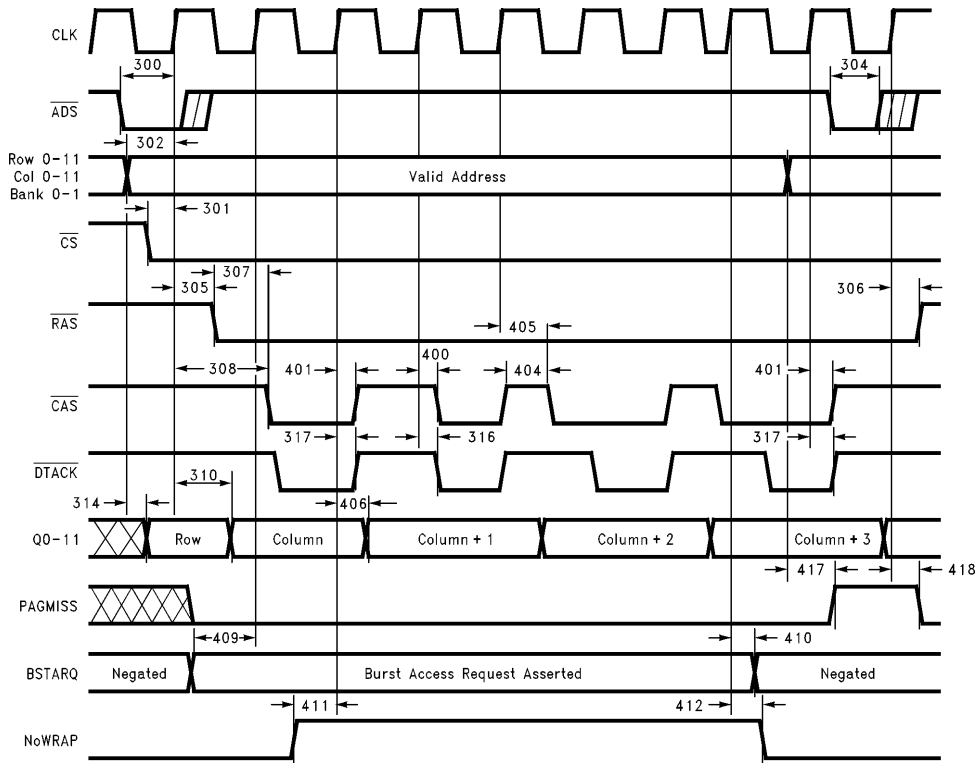 CLK
300
304
ADS
302
Row 0-11
Col 0-11
Bank 0-1
Valid Address
301
CS
307
305
306
RAS
405
400
308
401
404
401
CAS
317
316
317
DTACK
310
314
406
Q0-11
Row
Column
Column + 1
Column + 2
Column + 3
417
418
PAGMISS
409
410
BSTARQ
Negated
Burst Access Request Asserted
Negated
411
412
NoWRAP